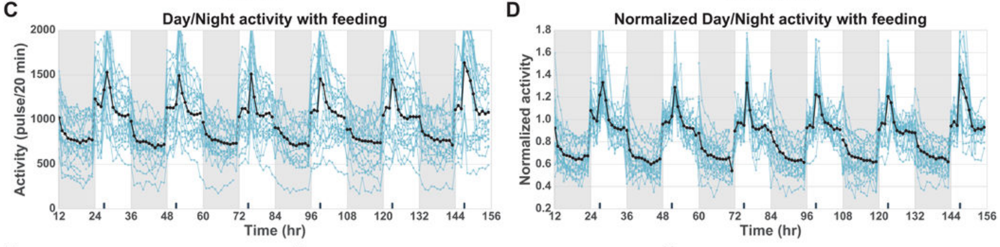 C
Day/Night activity with feeding
Activity (pulse/20 min)
2000
1500
1000
500
0
12 24 36 48 60 72 84 96 108 120 132 144 156
Time (hr)
D
Normalized Day/Night activity with feeding
Normalized activity
1.8
1.6
1.4
1.2
1.0
0.8
0.6
0.4
0.2
12 24 36 48 60 72 84 96 108 120 132 144 156
Time (hr)